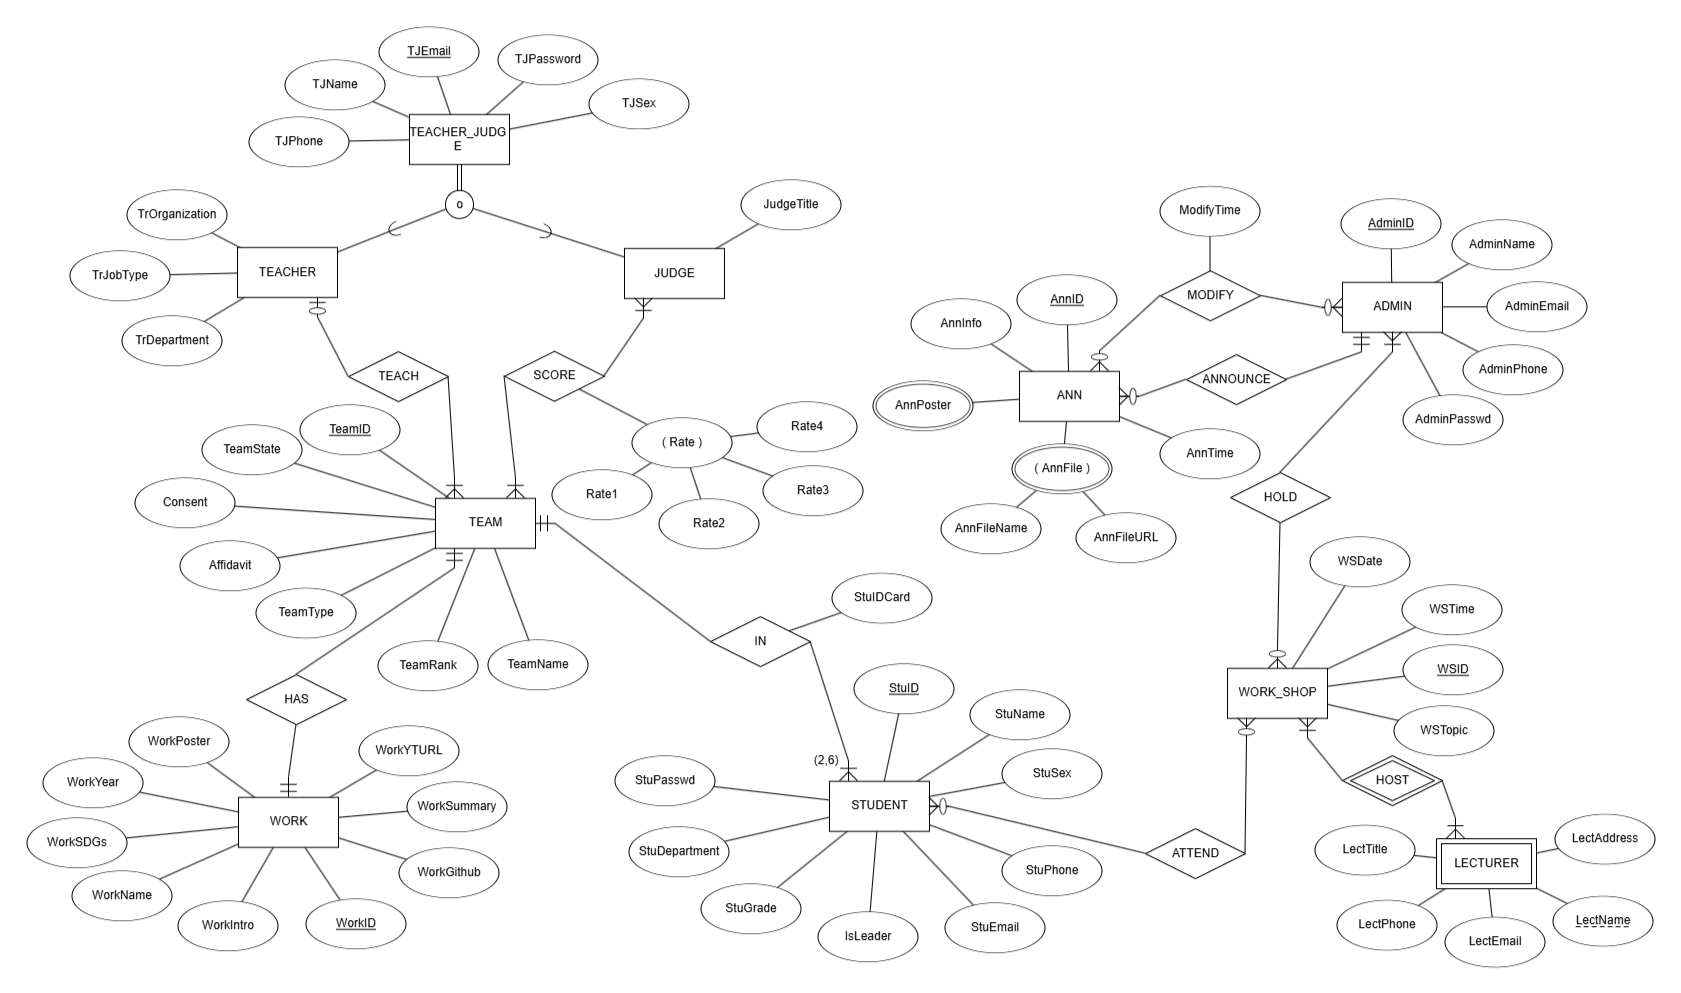 TJEmail
TJPassword
TJName
TJSex
TEACHER_JUDG
E
TJPhone
o
TrOrganization
JudgeTitle
TEACHER
JUDGE
TrJobType
TrDepartment
TEACH
SCORE
TeamID
( Rate )
Rate4
TeamState
Rate1
Rate3
Rate2
Consent
TEAM
Affidavit
TeamType
TeamRank
TeamName
HAS
IN
StuIDCard
WorkPoster
WorkYTURL
WorkYear
WorkSummary
WORK
WorkSDGs
WorkGithub
WorkName
WorkIntro
WorkID
StuID
StuName
(2,6)
StuPasswd
StuSex
STUDENT
StuDepartment
StuPhone
StuGrade
IsLeader
StuEmail
ATTEND
ModifyTime
AdminID
AdminName
MODIFY
ADMIN
AdminEmail
AnnID
AnnInfo
AdminPhone
ANNOUNCE
ANN
AnnPoster
AdminPasswd
AnnTime
( AnnFile )
AnnFileName
AnnFileURL
HOLD
WSDate
WSTime
WSID
WORK_SHOP
WSTopic
HOST
LectTitle
LECTURER
LectAddress
LectPhone
LectName
LectEmail